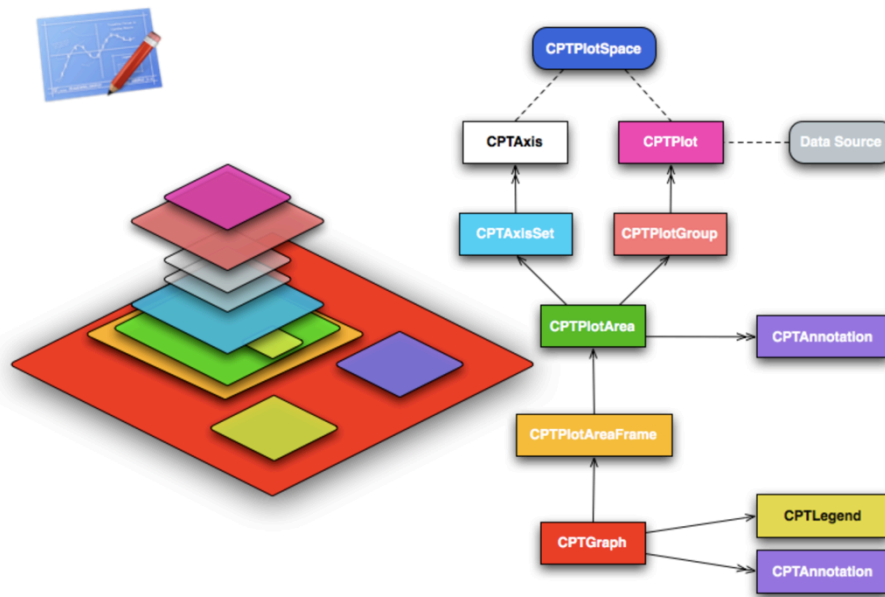 CPTPlotSpace
CPTAxis
CPTPlot
Data Source
CPTAxisSet
CPTPlotGroup
CPTPlotArea
CPTAnnotation
CPTPlotAreaFrame
CPTLegend
CPTGraph
CPTAnnotation